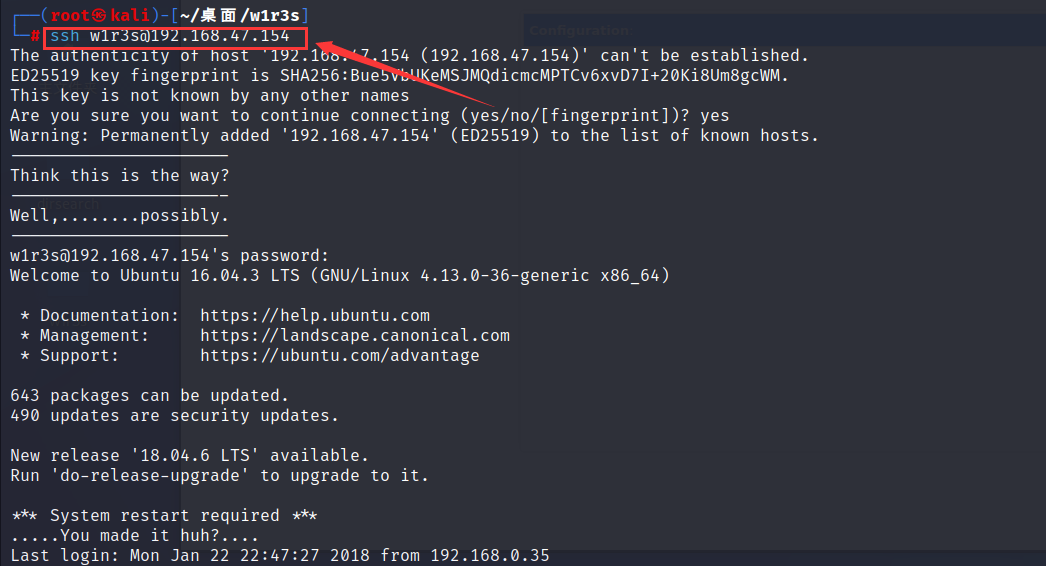 ┌──(root㉿kali)-[~/桌面/w1r3s]
└─# ssh w1r3s@192.168.47.154
Configuration
The authenticity of host '192.168.47.154 (192.168.47.154)' can't be established.
ED25519 key fingerprint is
This key is not known by any other names
Are you sure you want to continue connecting (yes/no/[fingerprint])? yes
Warning: Permanently added '192.168.47.154' (ED25519) to the list of known hosts.
----------------------
Think this is the way?
----------------------
Well,........possibly.
----------------------
w1r3s@192.168.47.154's password:
Welcome to Ubuntu 16.04.3 LTS (GNU/Linux 4.13.0-36-generic x86_64)
* Documentation: https://help.ubuntu.com
* Management: https://landscape.canonical.com
* Support: https://ubuntu.com/advantage
643 packages can be updated.
490 updates are security updates.
New release '18.04.6 LTS' available.
Run 'do-release-upgrade' to upgrade to it.
*** System restart required ***
.....You made it huh?....
Last login: Mon Jan 22 22:47:27 2018 from 192.168.0.35